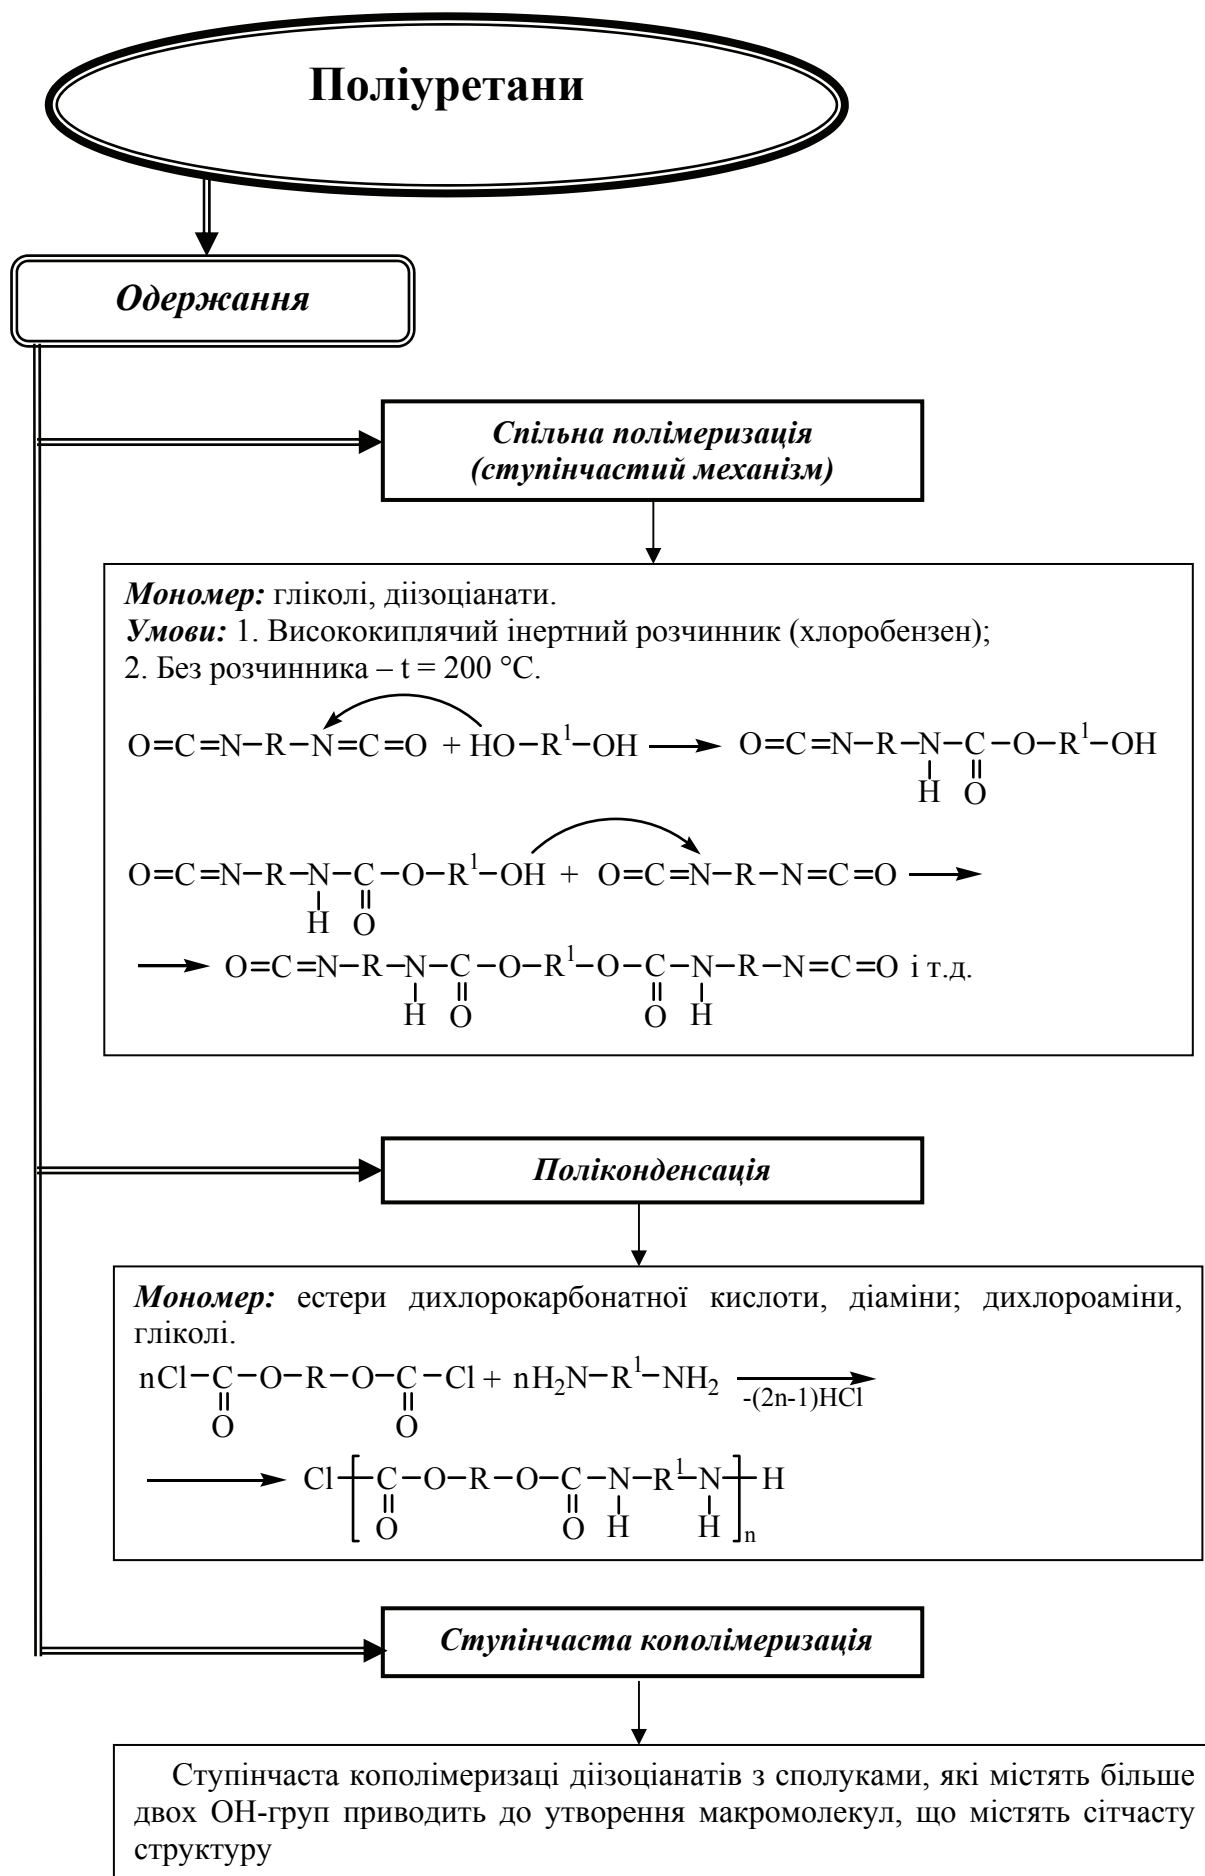 Поліуретани
Одержання
Спільна полімеризація
(ступінчастий механізм)
Мономер: гліколі, діізоціанати.
Умови: 1. Висококиплячий інертний розчинник (хлоробензен);
2. Без розчинника – t = 200 °C.
O=C=N–R–N=C=O + HO–R¹–OH → O=C=N–R–N–C–O–R¹–OH
H O
O=C=N–R–N–C–O–R¹–OH + O=C=N–R–N=C=O →
H O
→ O=C=N–R–N–C–O–R¹–O–C–N–R–N=C=O і т.д.
H O O H
Поліконденсація
Мономер: естери дихлорокарбонатної кислоти, діаміни; дихлороаміни,
гліколі.
nCl–C–O–R–O–C–Cl + nH₂N–R¹–NH₂ →
-(2n-1)HCl
O O
→ Cl–[C–O–R–O–C–N–R¹–N]–H
O O H H n
Ступінчаста кополімеризація
Ступінчаста кополімеризаці діізоціанатів з сполуками, які містять більше
двох ОН-груп приводить до утворення макромолекул, що містять сітчасту
структуру